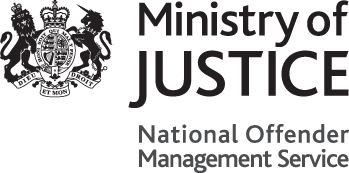 Ministry of
JUSTICE
DIEU ET MON DROIT
National Offender
Management Service